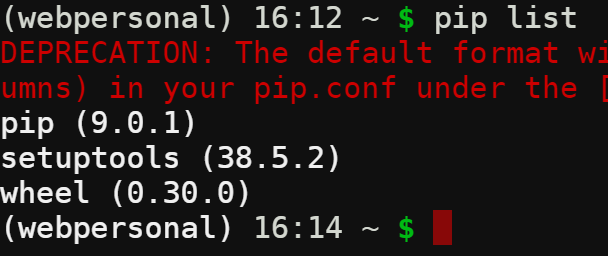 (webpersonal) 16:12 ~ $ pip list
DEPRECATION: The default format wi
umns) in your pip.conf under the [
pip (9.0.1)
setuptools (38.5.2)
wheel (0.30.0)
(webpersonal) 16:14 ~ $